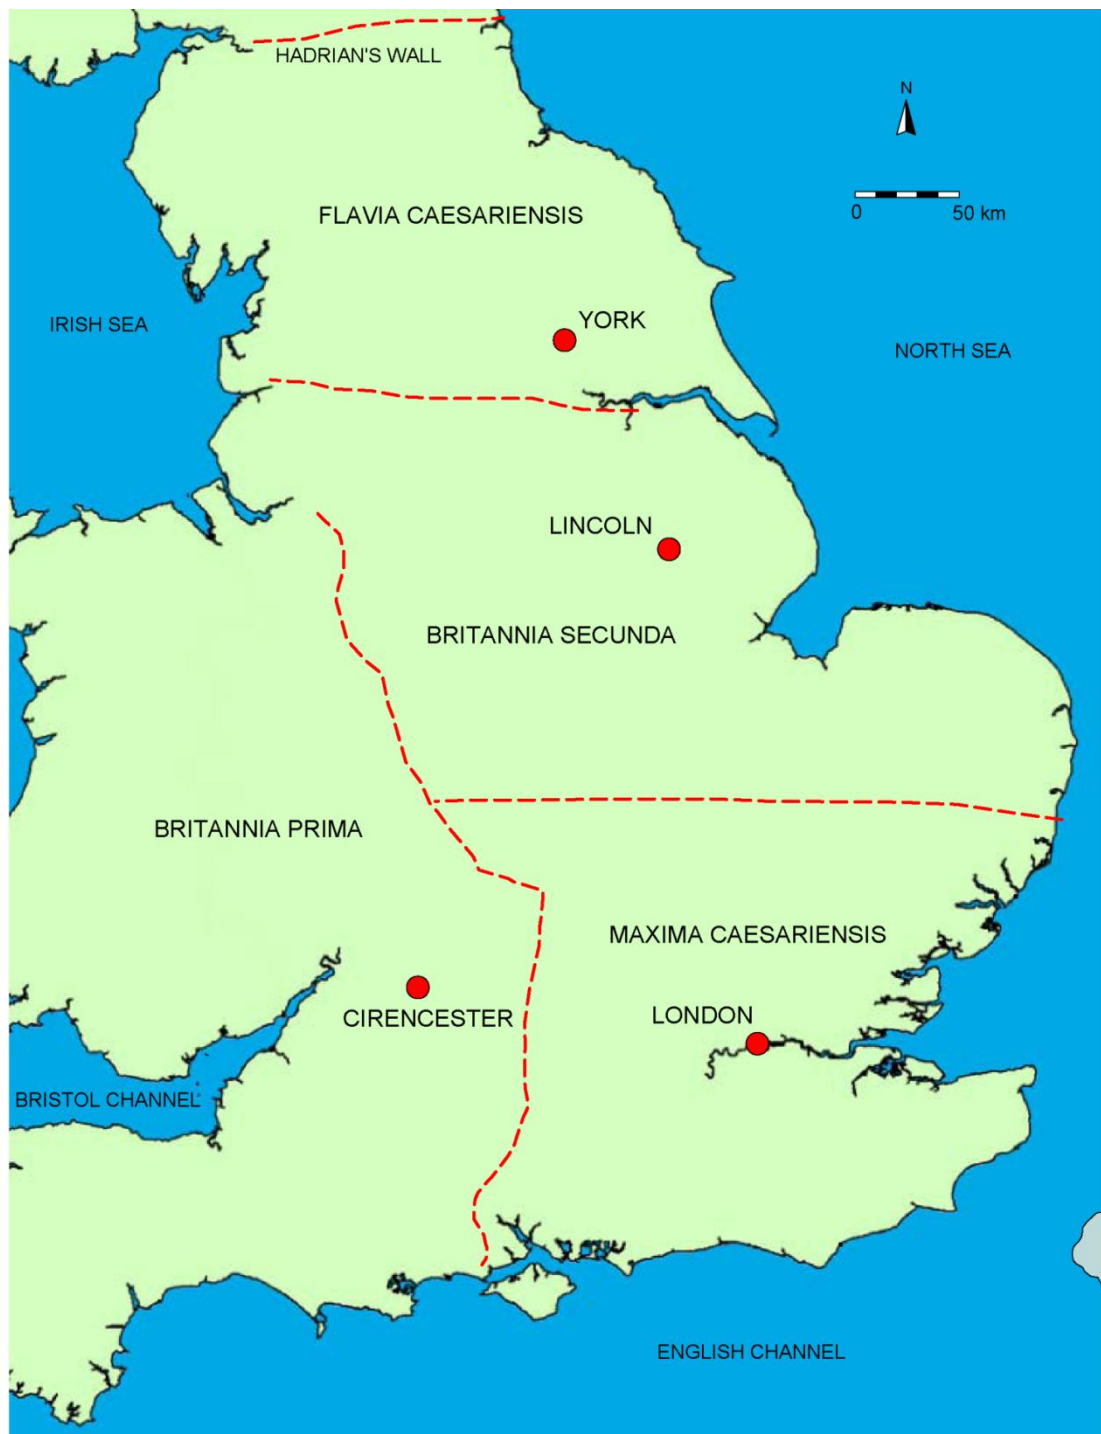 HADRIAN'S WALL
N
0 50 km
FLAVIA CAESARIENSIS
YORK
IRISH SEA
NORTH SEA
LINCOLN
BRITANNIA SECUNDA
BRITANNIA PRIMA
MAXIMA CAESARIENSIS
CIRENCESTER
LONDON
BRISTOL CHANNEL
ENGLISH CHANNEL